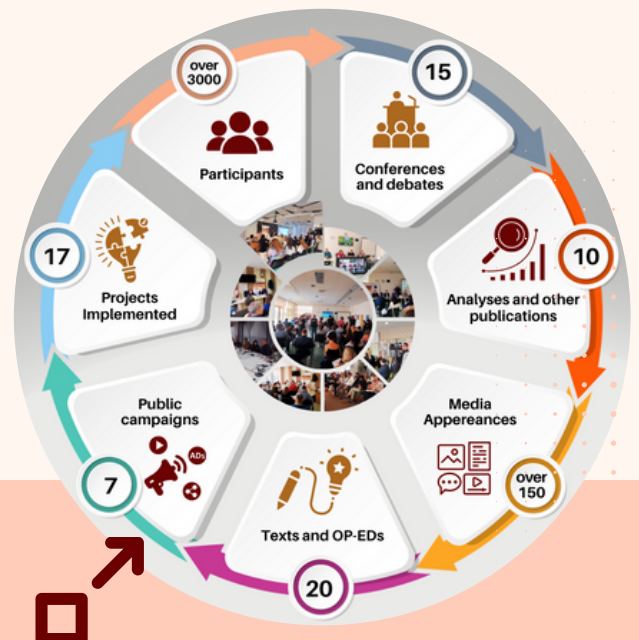 over
3000
Participants
15
Conferences
and debates
10
Analyses and other
publications
Media
Appereances
over
150
Texts and OP-EDs
20
Public
campaigns
ADs
7
17
Projects
Implemented